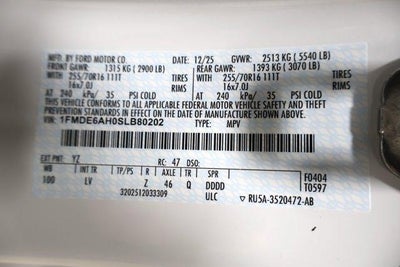 MFD. BY FORD MOTOR CO. DATE: 12/25 GVWR: 2513 KG ( 5540 LB)
FRONT GAWR: 1315 KG ( 2900 LB) REAR GAWR: 1393 KG ( 3070 LB)
WITH TIRES 255/70R16 111T WITH TIRES
255/70R16 111T RIMS
16x7.0J RIMS 16x7.0J
AT 240 kPa/ 35 PSI COLD AT 240 kPa/ 35 PSI COLD
THIS VEHICLE CONFORMS TO ALL APPLICABLE FEDERAL MOTOR VEHICLE SAFETY AND THEFT
PREVENTION STANDARDS IN EFFECT ON THE DATE OF MANUFACTURE SHOWN ABOVE.
VIN: 1FMDE6AH0SLB80202 TYPE: MPV
EXT PNT: YZ RC: 47 DSO:
WB INT TR TP/PS R AXLE TR SPR F0404
100 LV Z 46 Q DDDD T0597
3202512033309 ULC ▽ RU5A-3520472-AB